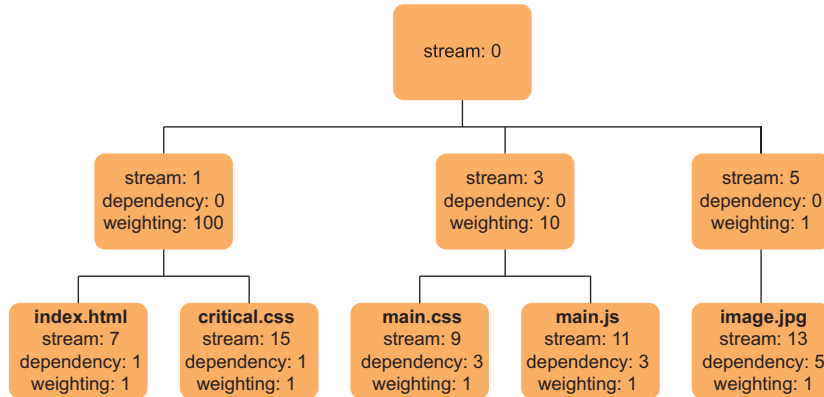 stream: 0
stream: 1
dependency: 0
weighting: 100
stream: 3
dependency: 0
weighting: 10
stream: 5
dependency: 0
weighting: 1
index.html
stream: 7
dependency: 1
weighting: 1
critical.css
stream: 15
dependency: 1
weighting: 1
main.css
stream: 9
dependency: 3
weighting: 1
main.js
stream: 11
dependency: 3
weighting: 1
image.jpg
stream: 13
dependency: 5
weighting: 1